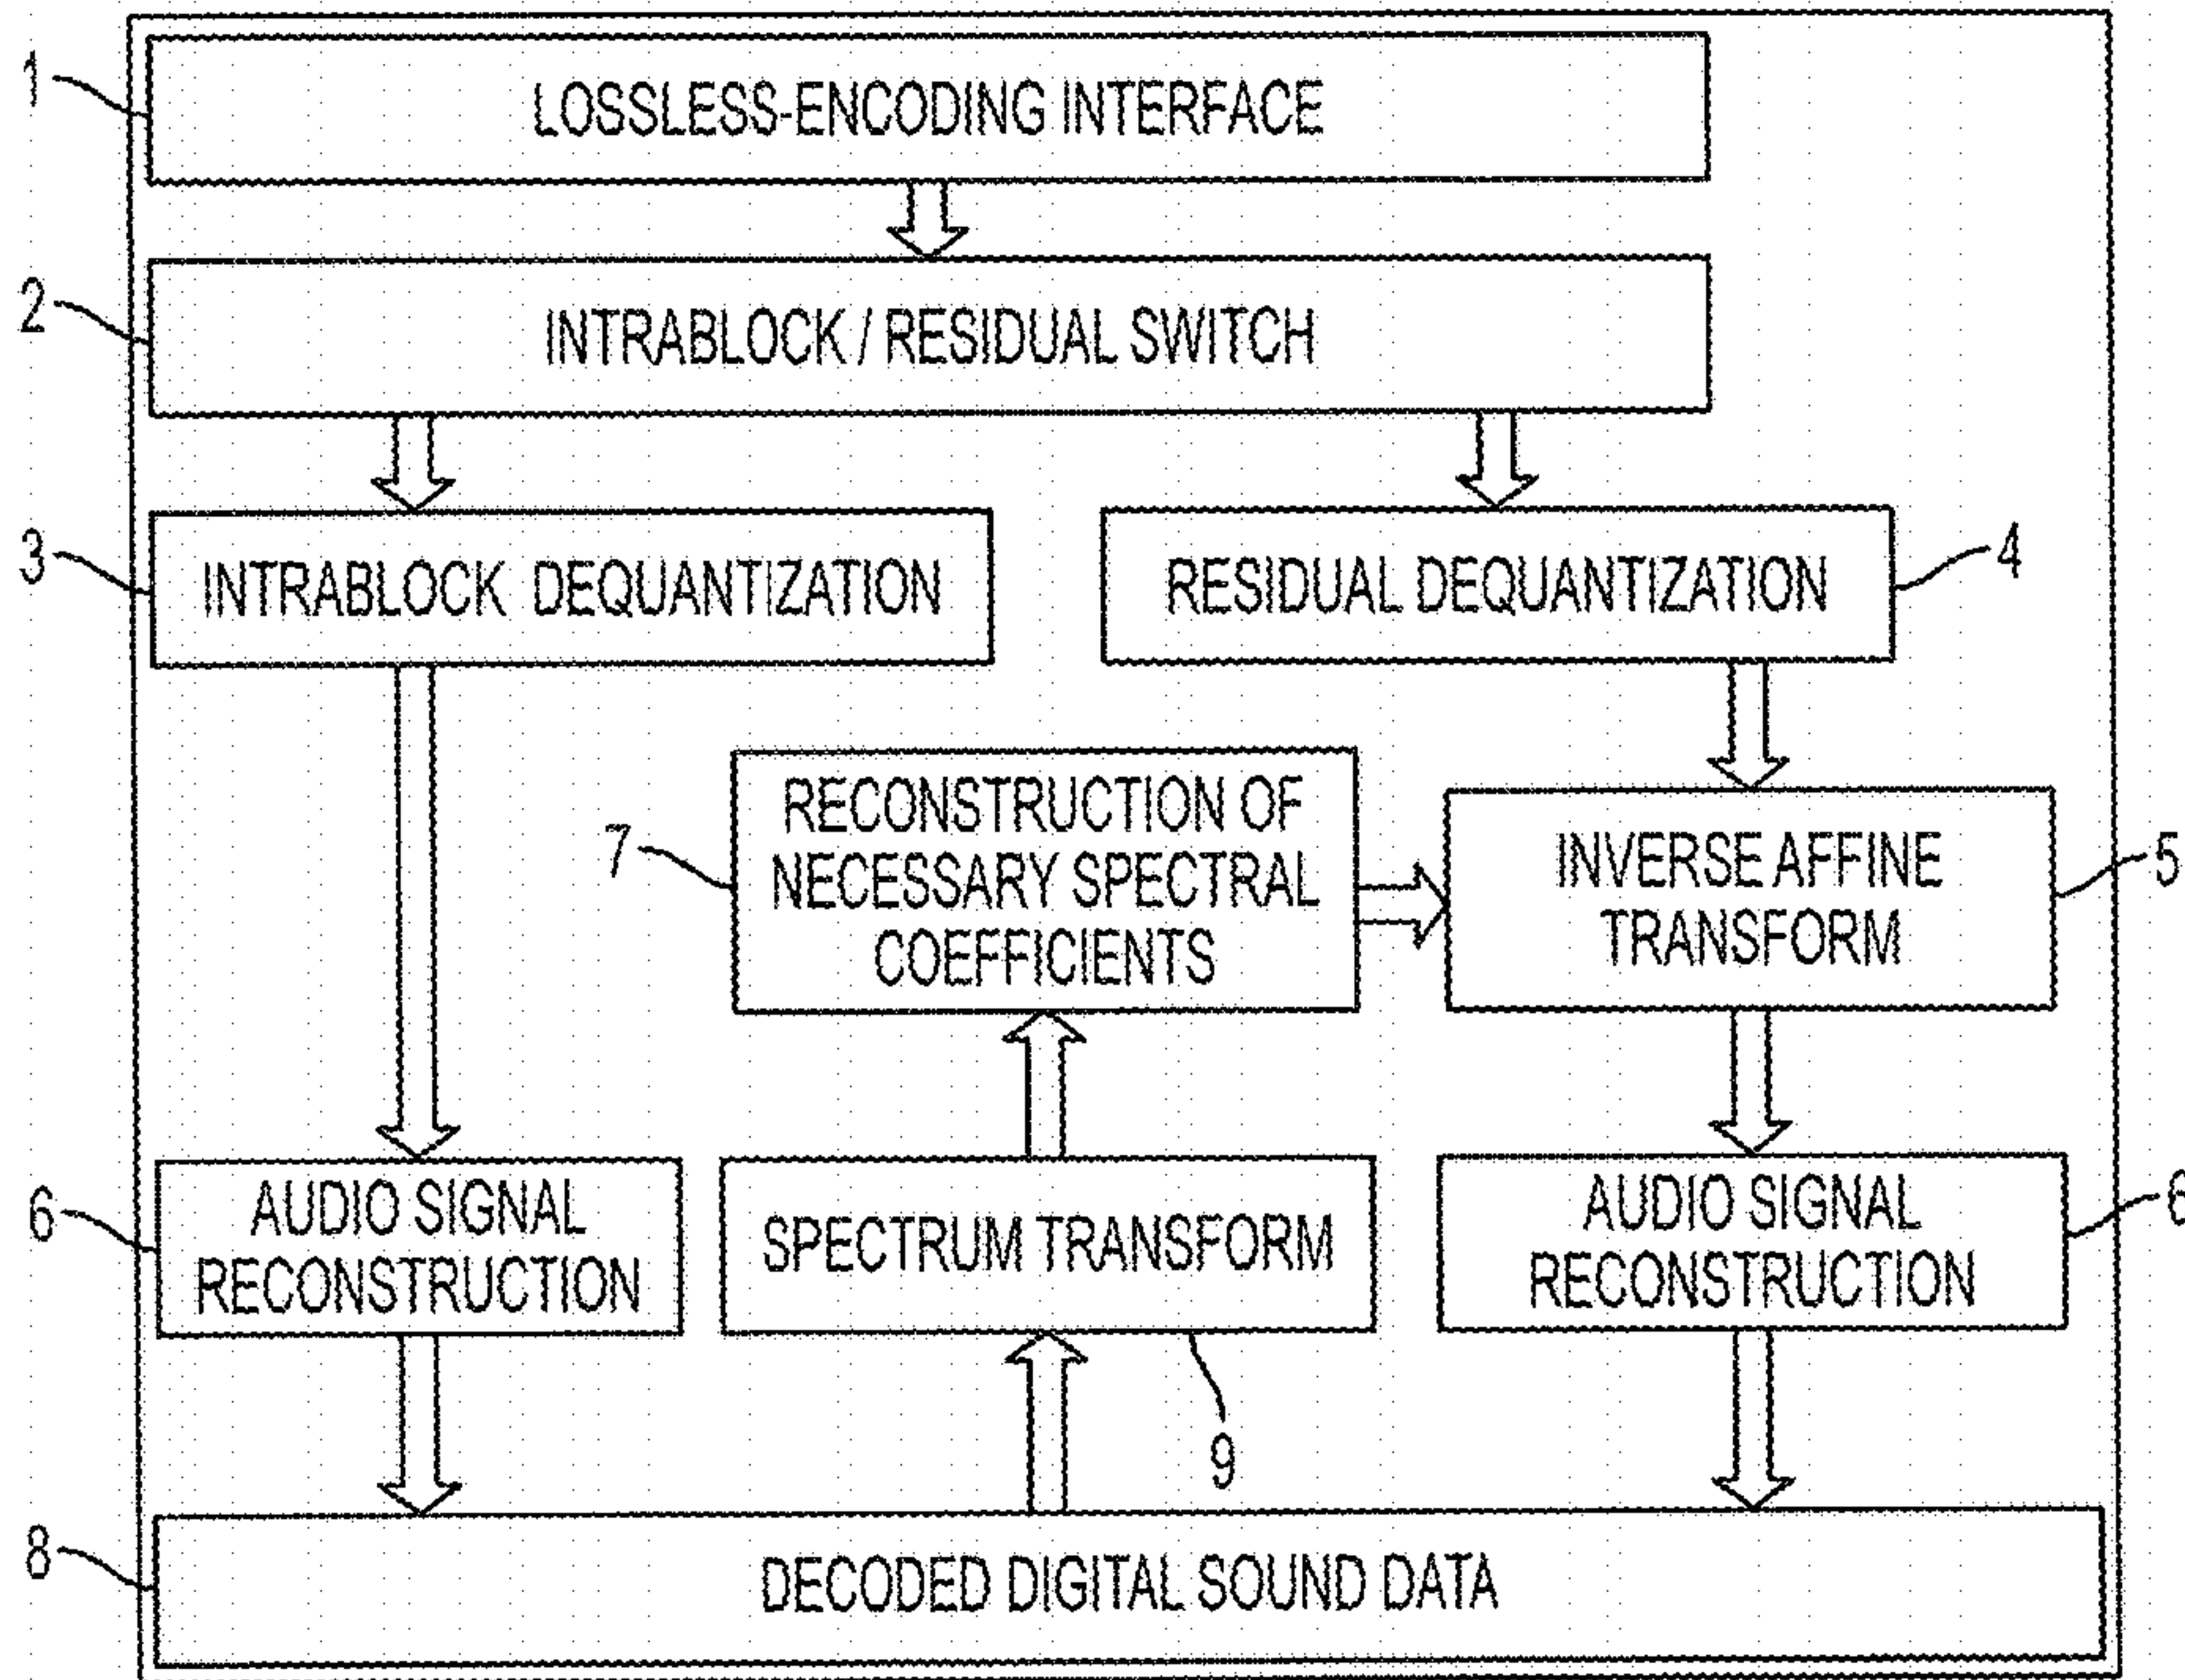 1
LOSSLESS-ENCODING INTERFACE
2
INTRABLOCK / RESIDUAL SWITCH
3
INTRABLOCK DEQUANTIZATION
RESIDUAL DEQUANTIZATION
4
7
RECONSTRUCTION OF
NECESSARY SPECTRAL
COEFFICIENTS
INVERSE AFFINE
TRANSFORM
5
6
AUDIO SIGNAL
RECONSTRUCTION
SPECTRUM TRANSFORM
9
AUDIO SIGNAL
RECONSTRUCTION
6
8
DECODED DIGITAL SOUND DATA